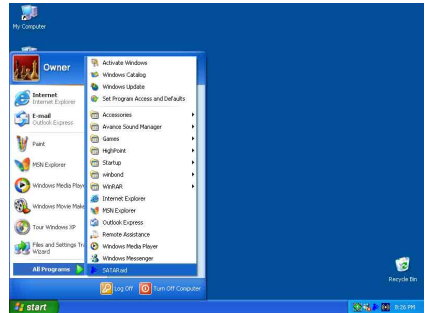 My Computer
Owner
Internet
Internet Explorer
E-mail
Outlook Express
Paint
MSN Explorer
Windows Media Play
Windows Movie Make
Tour Windows XP
Files and Settings Tra
Wizard
All Programs
Activate Windows
Windows Catalog
Windows Update
Set Program Access and Defaults
Accessories
Avance Sound Manager
Games
HighPoint
Startup
winbond
WinRAR
Internet Explorer
MSN Explorer
Outlook Express
Remote Assistance
Windows Media Player
Windows Messenger
SATARaid
Log Off
Turn Off Computer
Recycle Bin
start
8:26 PM